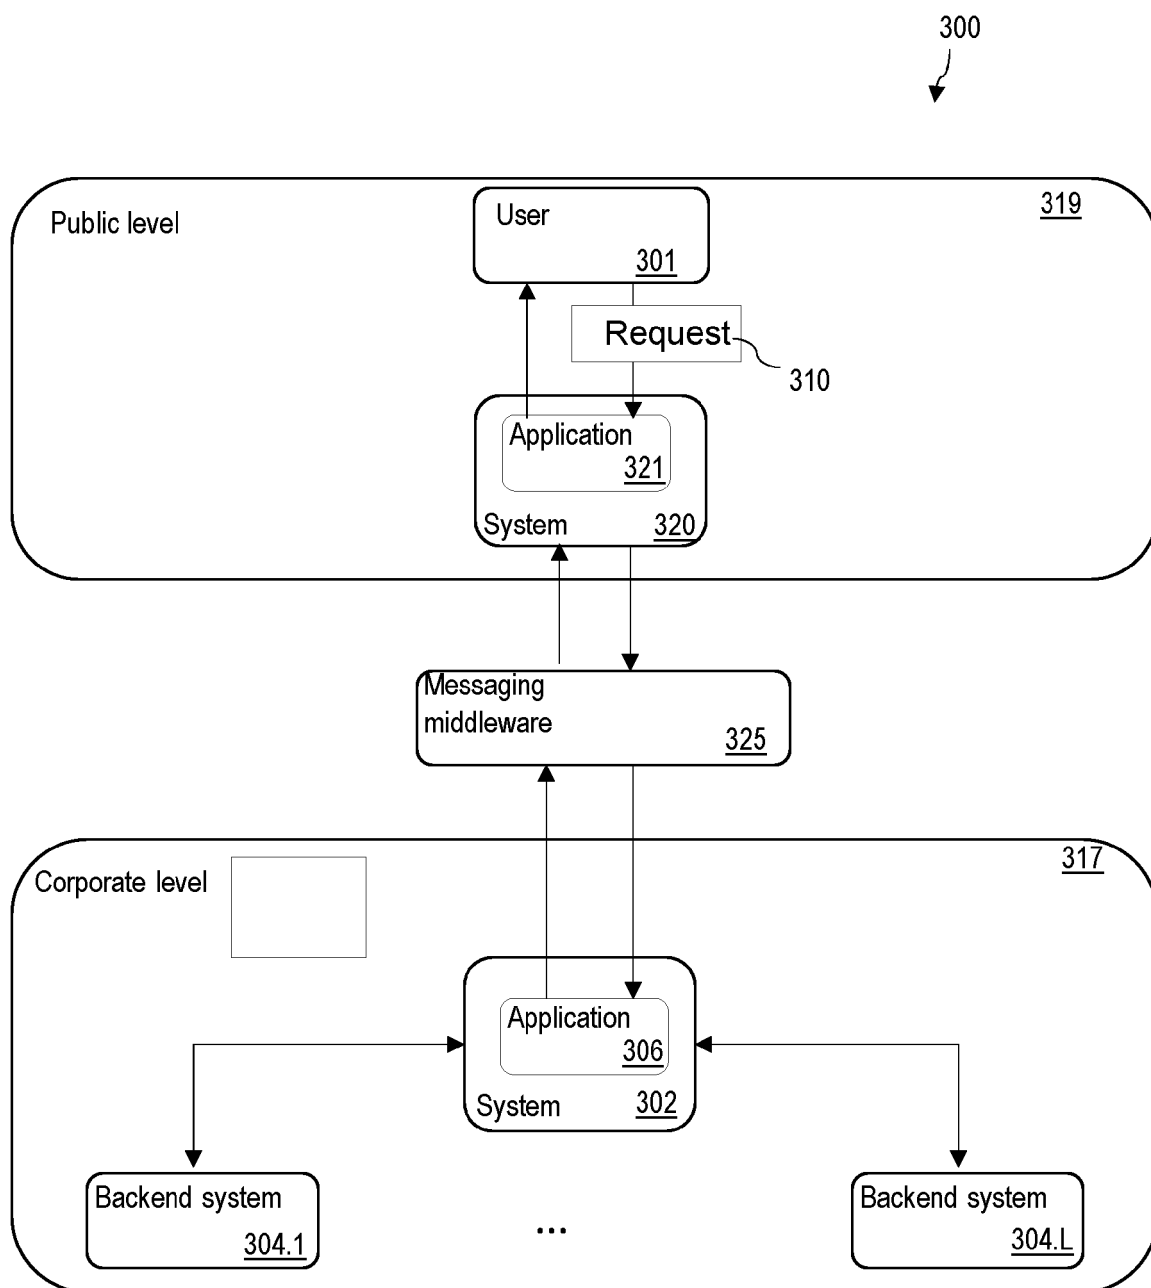 300
Public level
319
User
301
Request
310
Application
321
System
320
Messaging
middleware
325
Corporate level
317
Application
306
System
302
Backend system
304.1
...
Backend system
304.L